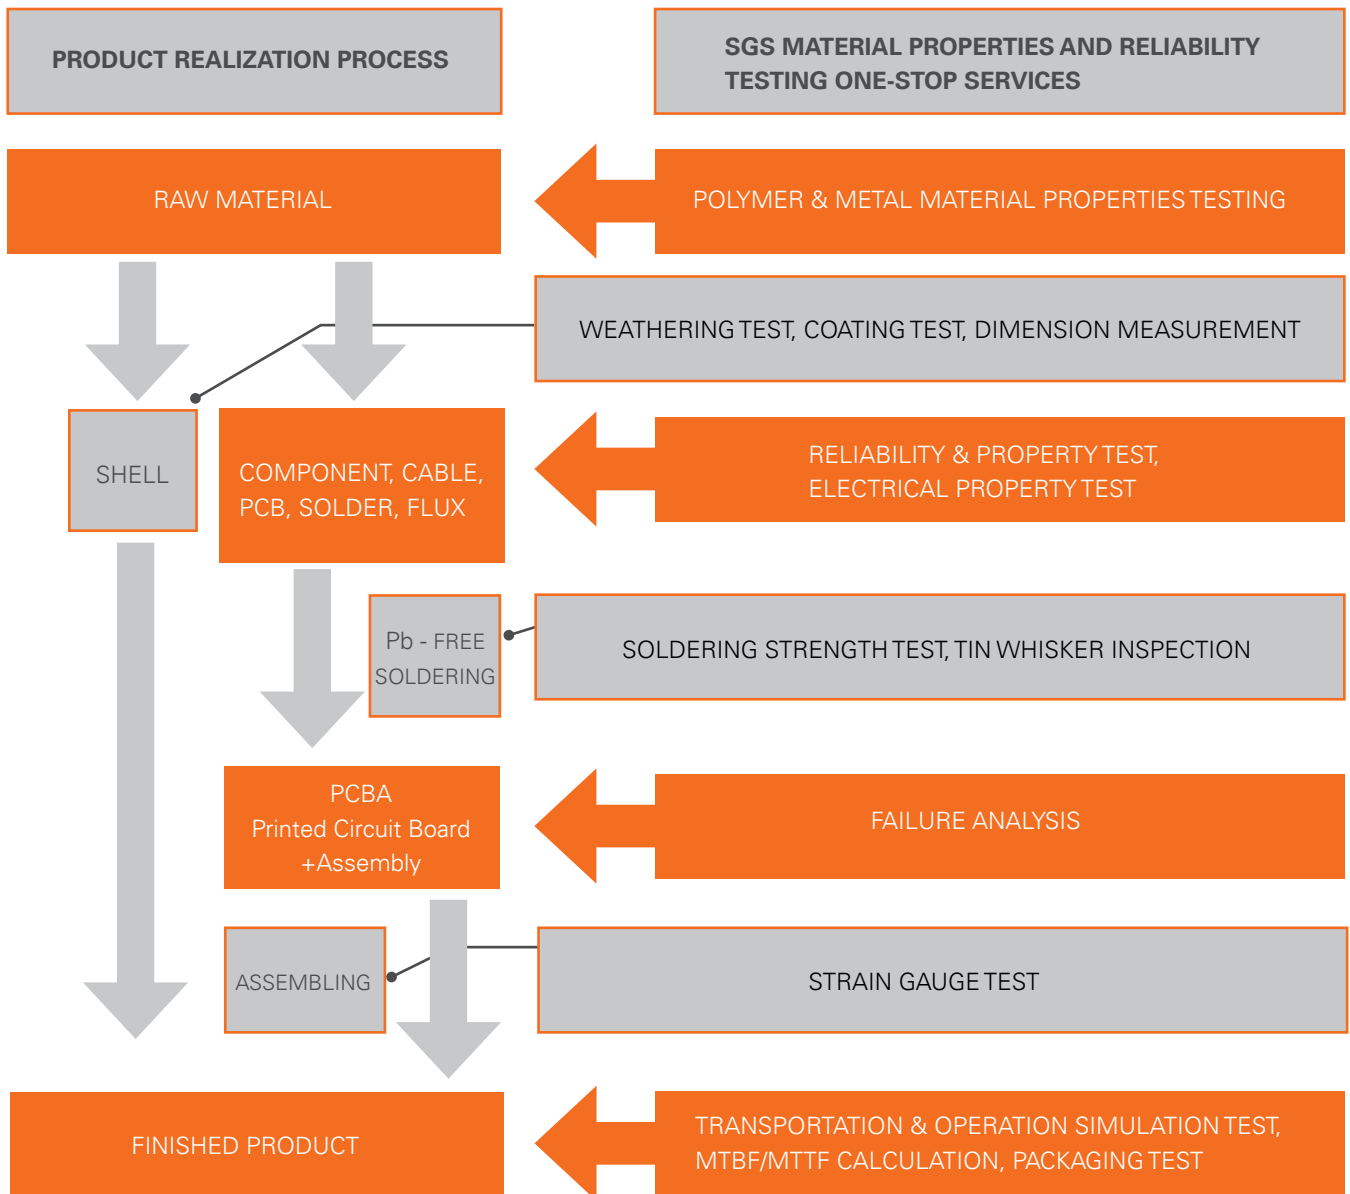 PRODUCT REALIZATION PROCESS
SGS MATERIAL PROPERTIES AND RELIABILITY
TESTING ONE-STOP SERVICES
RAW MATERIAL
POLYMER & METAL MATERIAL PROPERTIES TESTING
WEATHERING TEST, COATING TEST, DIMENSION MEASUREMENT
SHELL
COMPONENT, CABLE,
PCB, SOLDER, FLUX
RELIABILITY & PROPERTY TEST,
ELECTRICAL PROPERTY TEST
Pb - FREE
SOLDERING
SOLDERING STRENGTH TEST, TIN WHISKER INSPECTION
PCBA
Printed Circuit Board
+Assembly
FAILURE ANALYSIS
ASSEMBLING
STRAIN GAUGE TEST
FINISHED PRODUCT
TRANSPORTATION & OPERATION SIMULATION TEST,
MTBF/MTTF CALCULATION, PACKAGING TEST